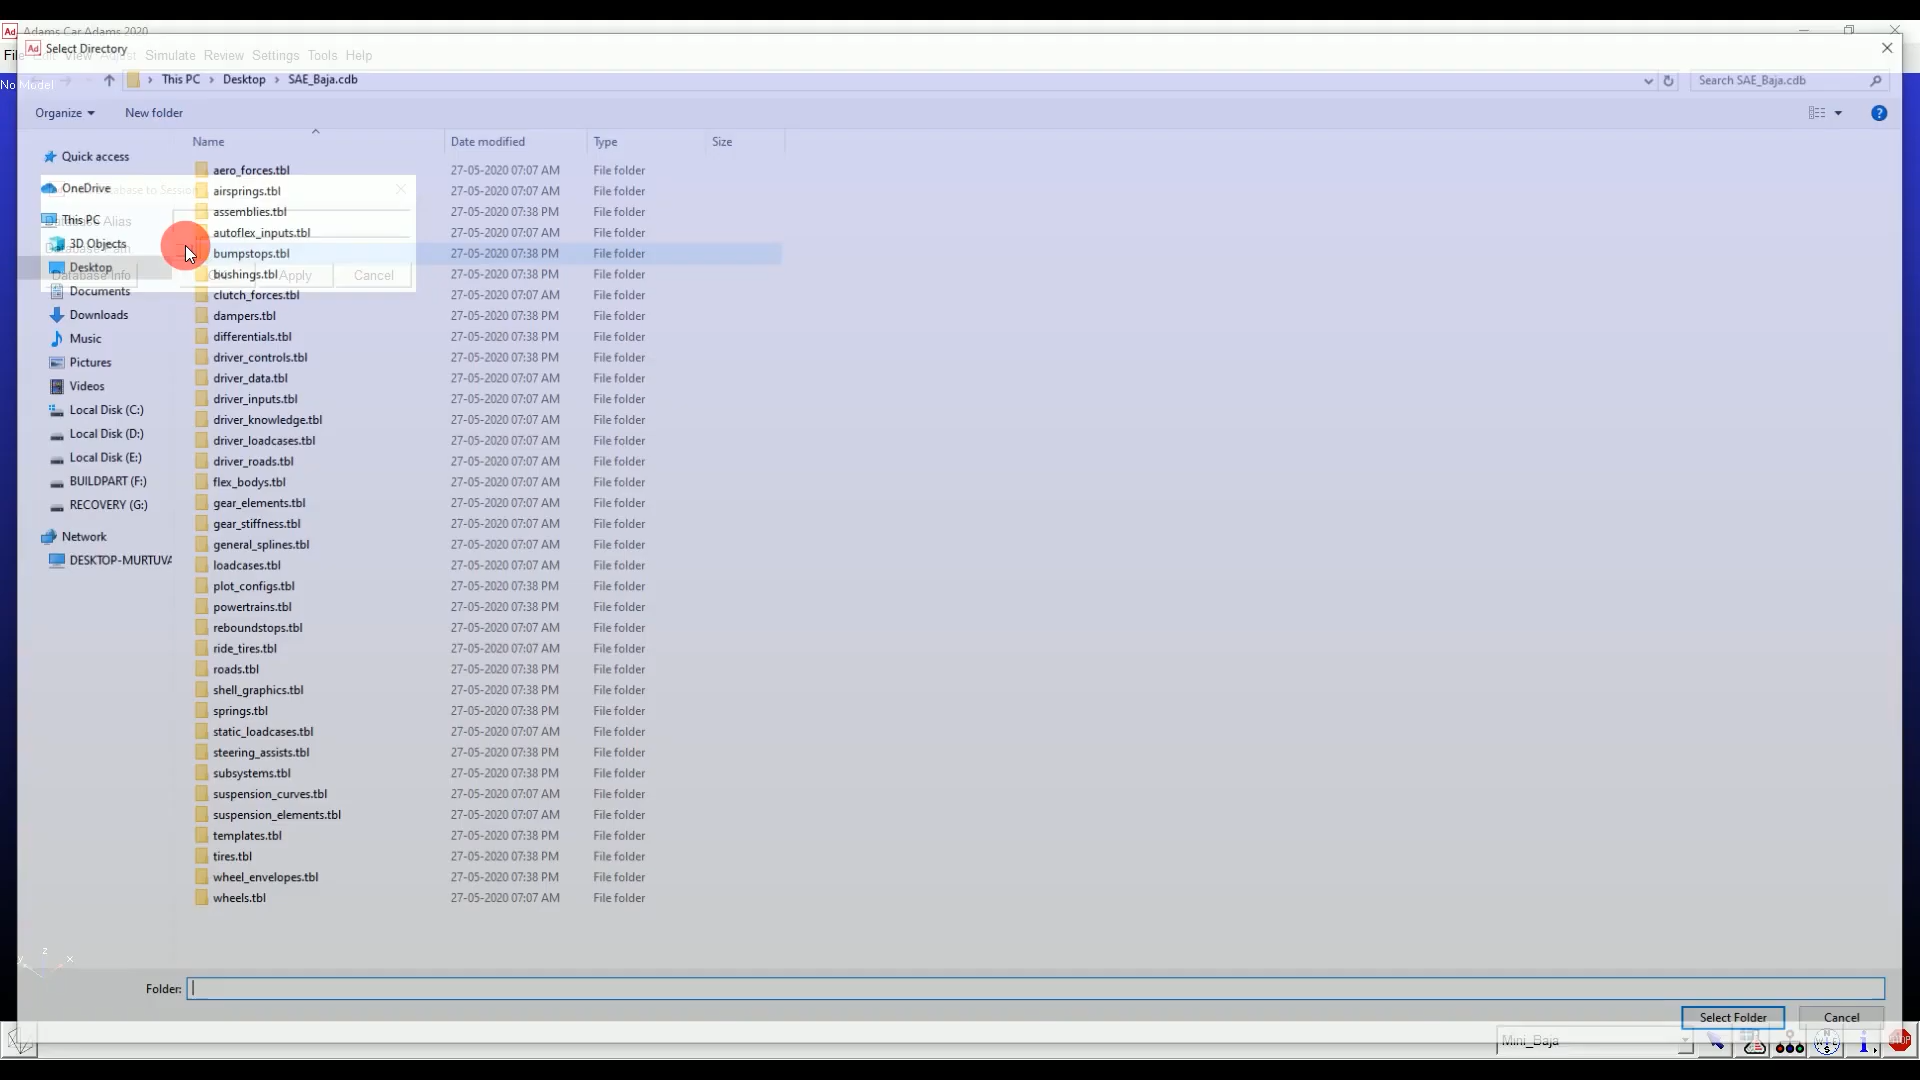 Adams Car Adams 2020
Select Directory
File Edit View Adjust Simulate Review Settings Tools Help
This PC > Desktop > SAE_Baja.cdb
Search SAE_Baja.cdb
No Model
Organize
New folder
Name
Date modified
Type
Size
Quick access
OneDrive
This PC
3D Objects
Desktop
Documents
Downloads
Music
Pictures
Videos
Local Disk (C:)
Local Disk (D:)
Local Disk (E:)
BUILDPART (F:)
RECOVERY (G:)
Network
DESKTOP-MURTUVA
Database to Session
Database Alias
Database Path
Database Info
Apply
Cancel
aero_forces.tbl 27-05-2020 07:07 AM File folder
airsprings.tbl 27-05-2020 07:07 AM File folder
assemblies.tbl 27-05-2020 07:38 PM File folder
autoflex_inputs.tbl 27-05-2020 07:07 AM File folder
bumpstops.tbl 27-05-2020 07:38 PM File folder
bushings.tbl 27-05-2020 07:38 PM File folder
clutch_forces.tbl 27-05-2020 07:07 AM File folder
dampers.tbl 27-05-2020 07:38 PM File folder
differentials.tbl 27-05-2020 07:38 PM File folder
driver_controls.tbl 27-05-2020 07:07 AM File folder
driver_data.tbl 27-05-2020 07:07 AM File folder
driver_inputs.tbl 27-05-2020 07:07 AM File folder
driver_knowledge.tbl 27-05-2020 07:07 AM File folder
driver_loadcases.tbl 27-05-2020 07:07 AM File folder
driver_roads.tbl 27-05-2020 07:07 AM File folder
flex_bodys.tbl 27-05-2020 07:07 AM File folder
gear_elements.tbl 27-05-2020 07:07 AM File folder
gear_stiffness.tbl 27-05-2020 07:07 AM File folder
general_splines.tbl 27-05-2020 07:07 AM File folder
loadcases.tbl 27-05-2020 07:07 AM File folder
plot_configs.tbl 27-05-2020 07:38 PM File folder
powertrains.tbl 27-05-2020 07:38 PM File folder
reboundstops.tbl 27-05-2020 07:07 AM File folder
ride_tires.tbl 27-05-2020 07:07 AM File folder
roads.tbl 27-05-2020 07:38 PM File folder
shell_graphics.tbl 27-05-2020 07:38 PM File folder
springs.tbl 27-05-2020 07:38 PM File folder
static_loadcases.tbl 27-05-2020 07:07 AM File folder
steering_assists.tbl 27-05-2020 07:38 PM File folder
subsystems.tbl 27-05-2020 07:38 PM File folder
suspension_curves.tbl 27-05-2020 07:07 AM File folder
suspension_elements.tbl 27-05-2020 07:07 AM File folder
templates.tbl 27-05-2020 07:38 PM File folder
tires.tbl 27-05-2020 07:38 PM File folder
wheel_envelopes.tbl 27-05-2020 07:38 PM File folder
wheels.tbl 27-05-2020 07:07 AM File folder
z
y
x
Folder:
Select Folder
Cancel
Mini_Baja